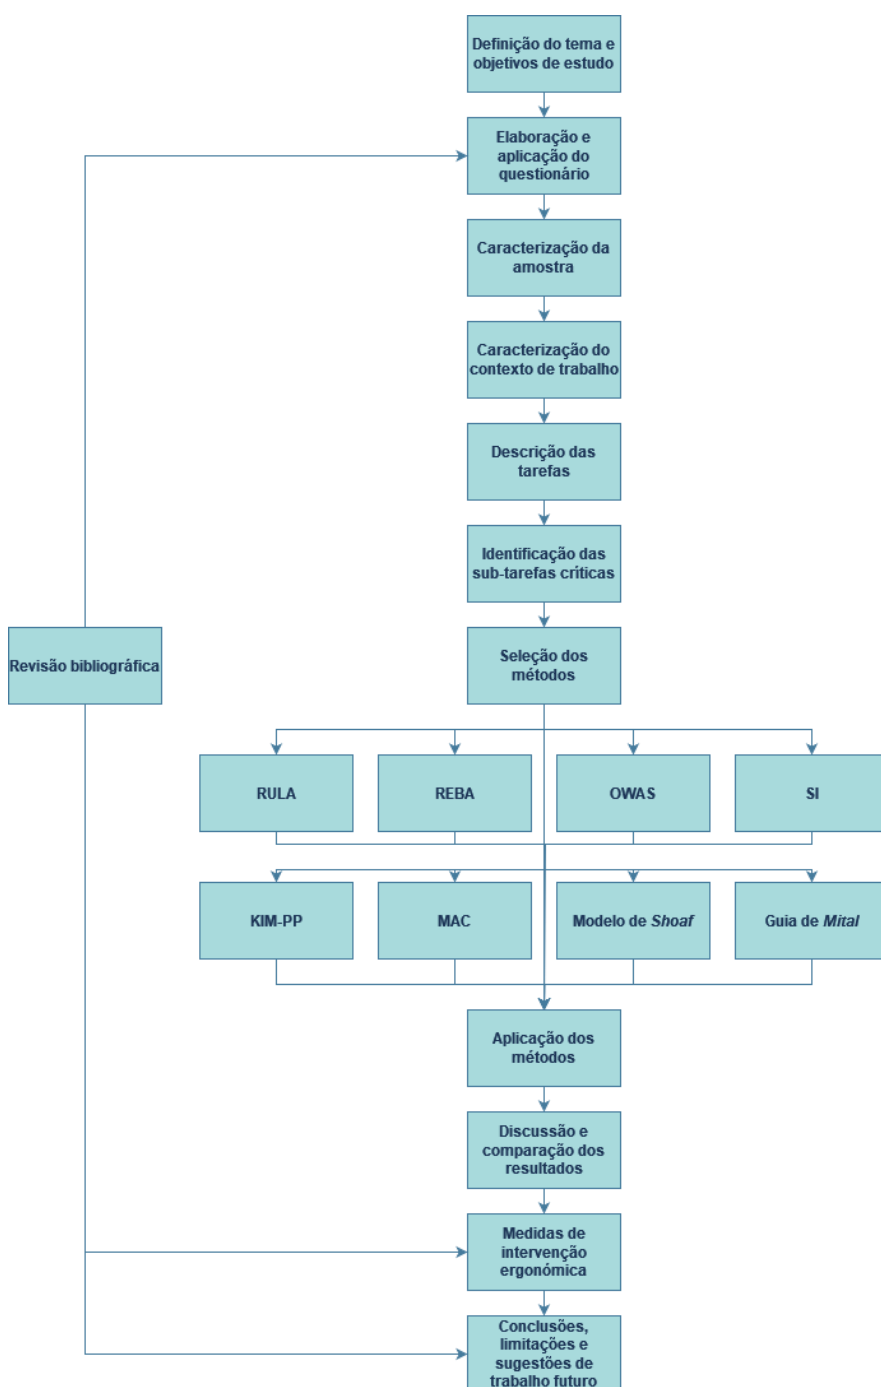 Definição do tema e
objetivos de estudo
Elaboração e
aplicação do
questionário
Caracterização da
amostra
Caracterização do
contexto de trabalho
Descrição das
tarefas
Identificação das
sub-tarefas críticas
Revisão bibliográfica
Seleção dos
métodos
RULA
REBA
OWAS
SI
KIM-PP
MAC
Modelo de Shoaf
Guia de Mital
Aplicação dos
métodos
Discussão e
comparação dos
resultados
Medidas de
intervenção
ergonómica
Conclusões,
limitações e
sugestões de
trabalho futuro